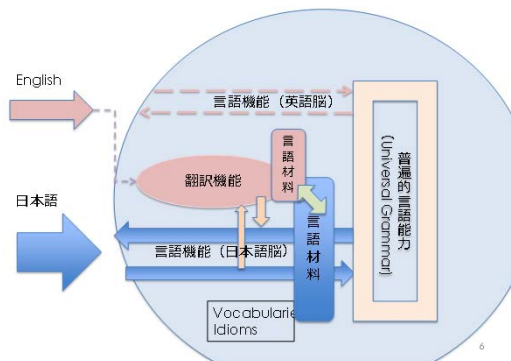 English
言語機能（英語脳）
翻訳機能
言語材料
日本語
言語材料
言語機能（日本語脳）
普遍的言語能力
(Universal Grammar)
Vocabularie
Idioms
6